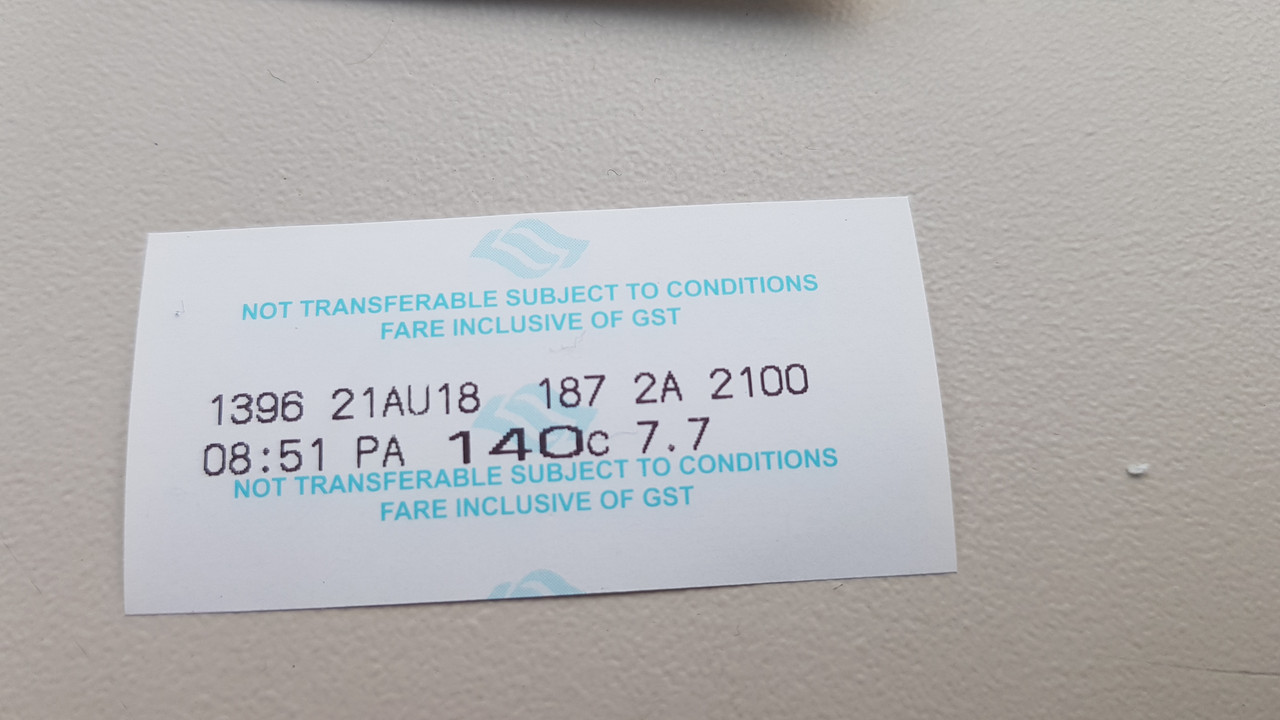 NOT TRANSFERABLE SUBJECT TO CONDITIONS
FARE INCLUSIVE OF GST
1396 21AU18 187 2A 2100
08:51 PA 140c 7.7
NOT TRANSFERABLE SUBJECT TO CONDITIONS
FARE INCLUSIVE OF GST